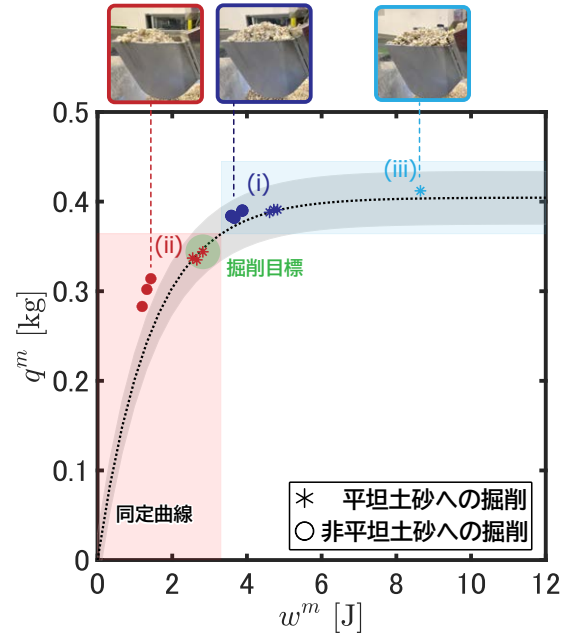 0.5
0.4
0.3
0.2
0.1
0
q^m [kg]
(i)
(ii)
(iii)
掘削目標
同定曲線
* 平坦土砂への掘削
○ 非平坦土砂への掘削
0 2 4 6 8 10 12
w^m [J]